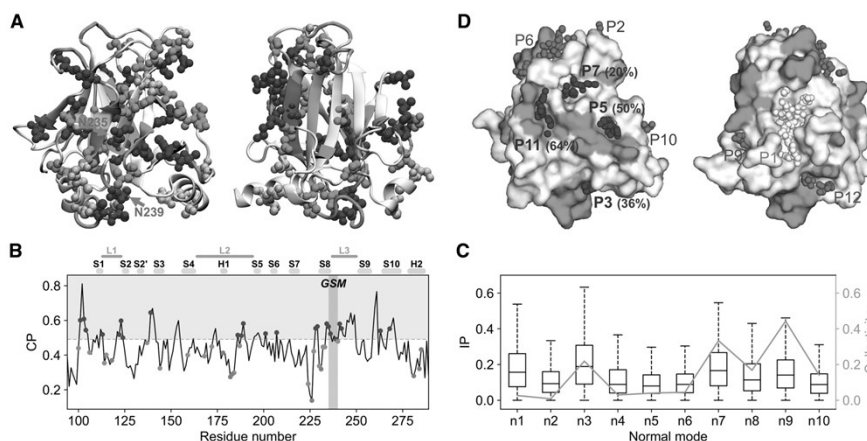 A
N235
N239
D
P6
P2
P7 (20%)
P5 (50%)
P10
P11 (64%)
P3 (36%)
P9
P12
B
L1 L2 L3
S1 S2 S2' S3 S4 H1 S5 S6 S7 S8 S9 S10 H2
GSM
0.8
0.6
0.4
0.2
CP
100 125 150 175 200 225 250 275
Residue number
C
0.6
0.4
0.2
0.0
IP
0.6
0.4
0.2
0.0
n1 n2 n3 n4 n5 n6 n7 n8 n9 n10
Normal mode